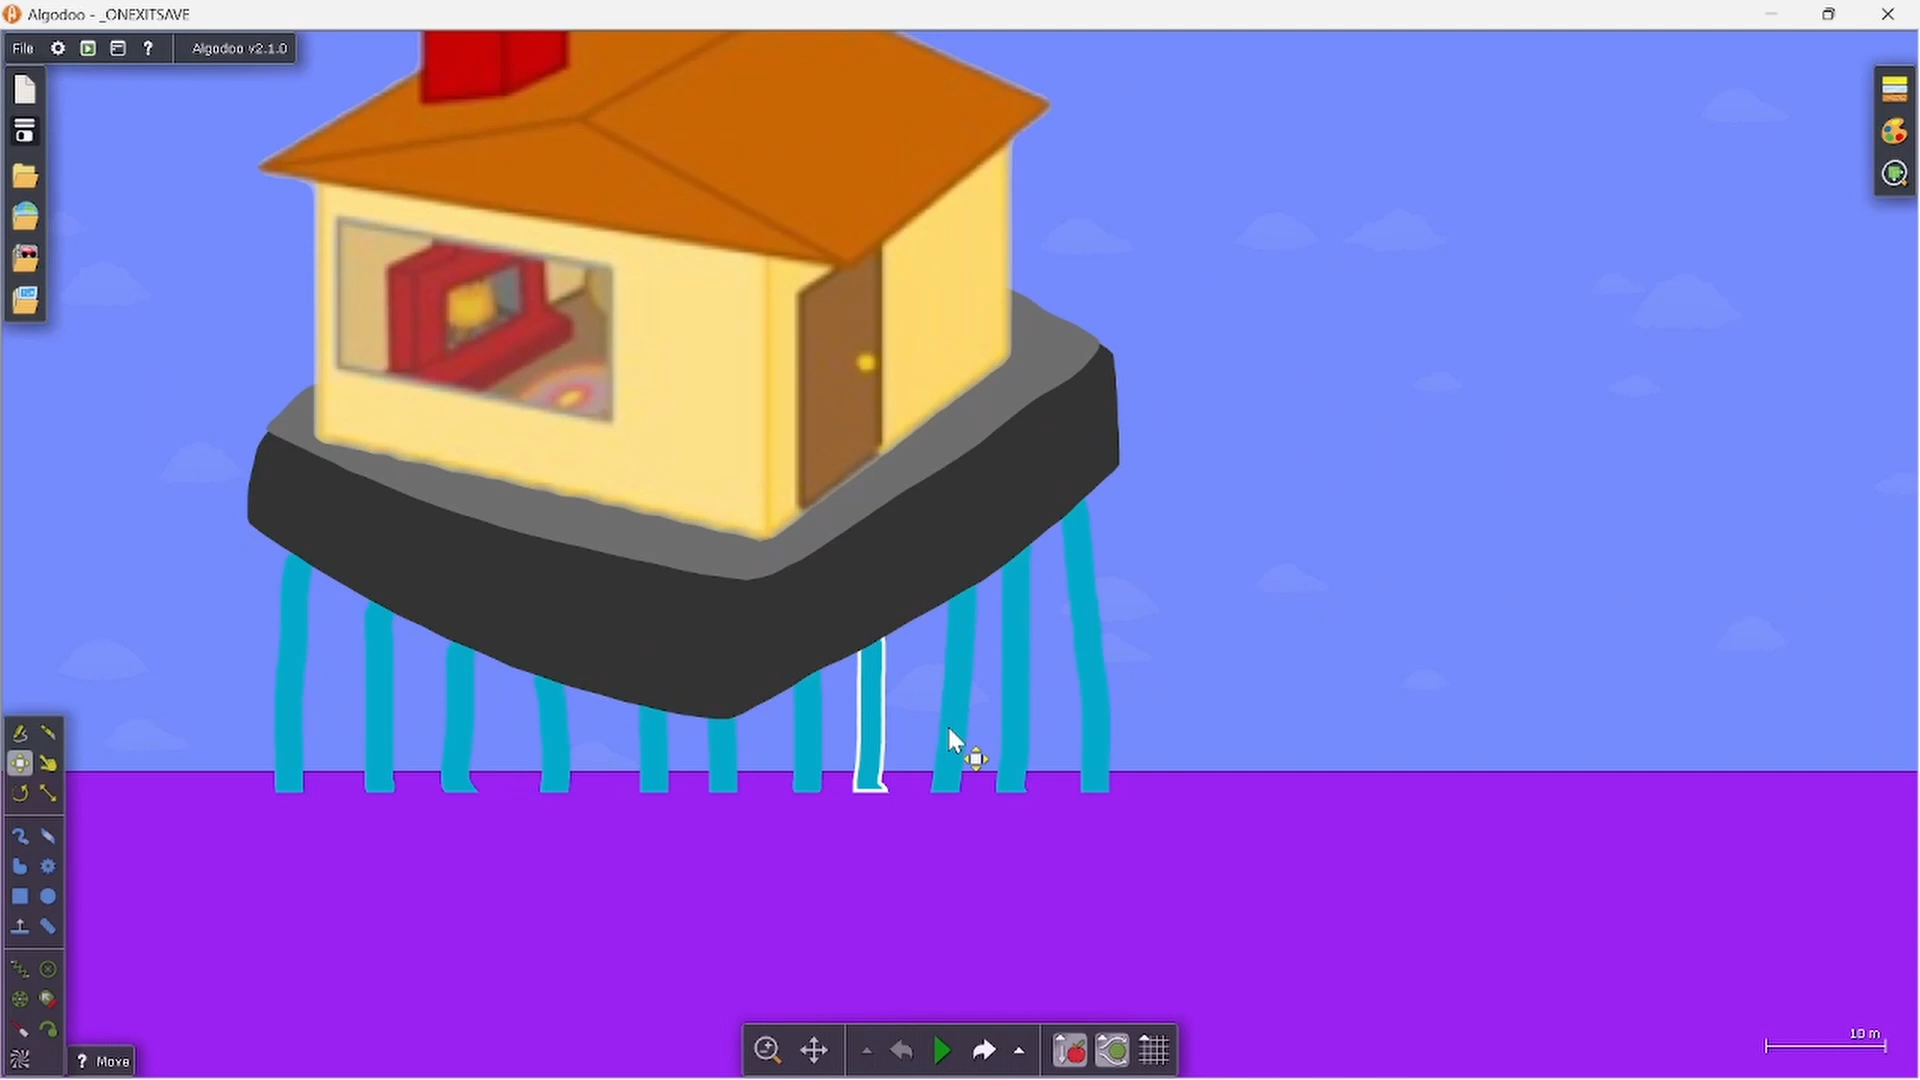 Algodoo - _ONEXITSAVE
File ? Algodoo v2.1.0
? Move
10 m